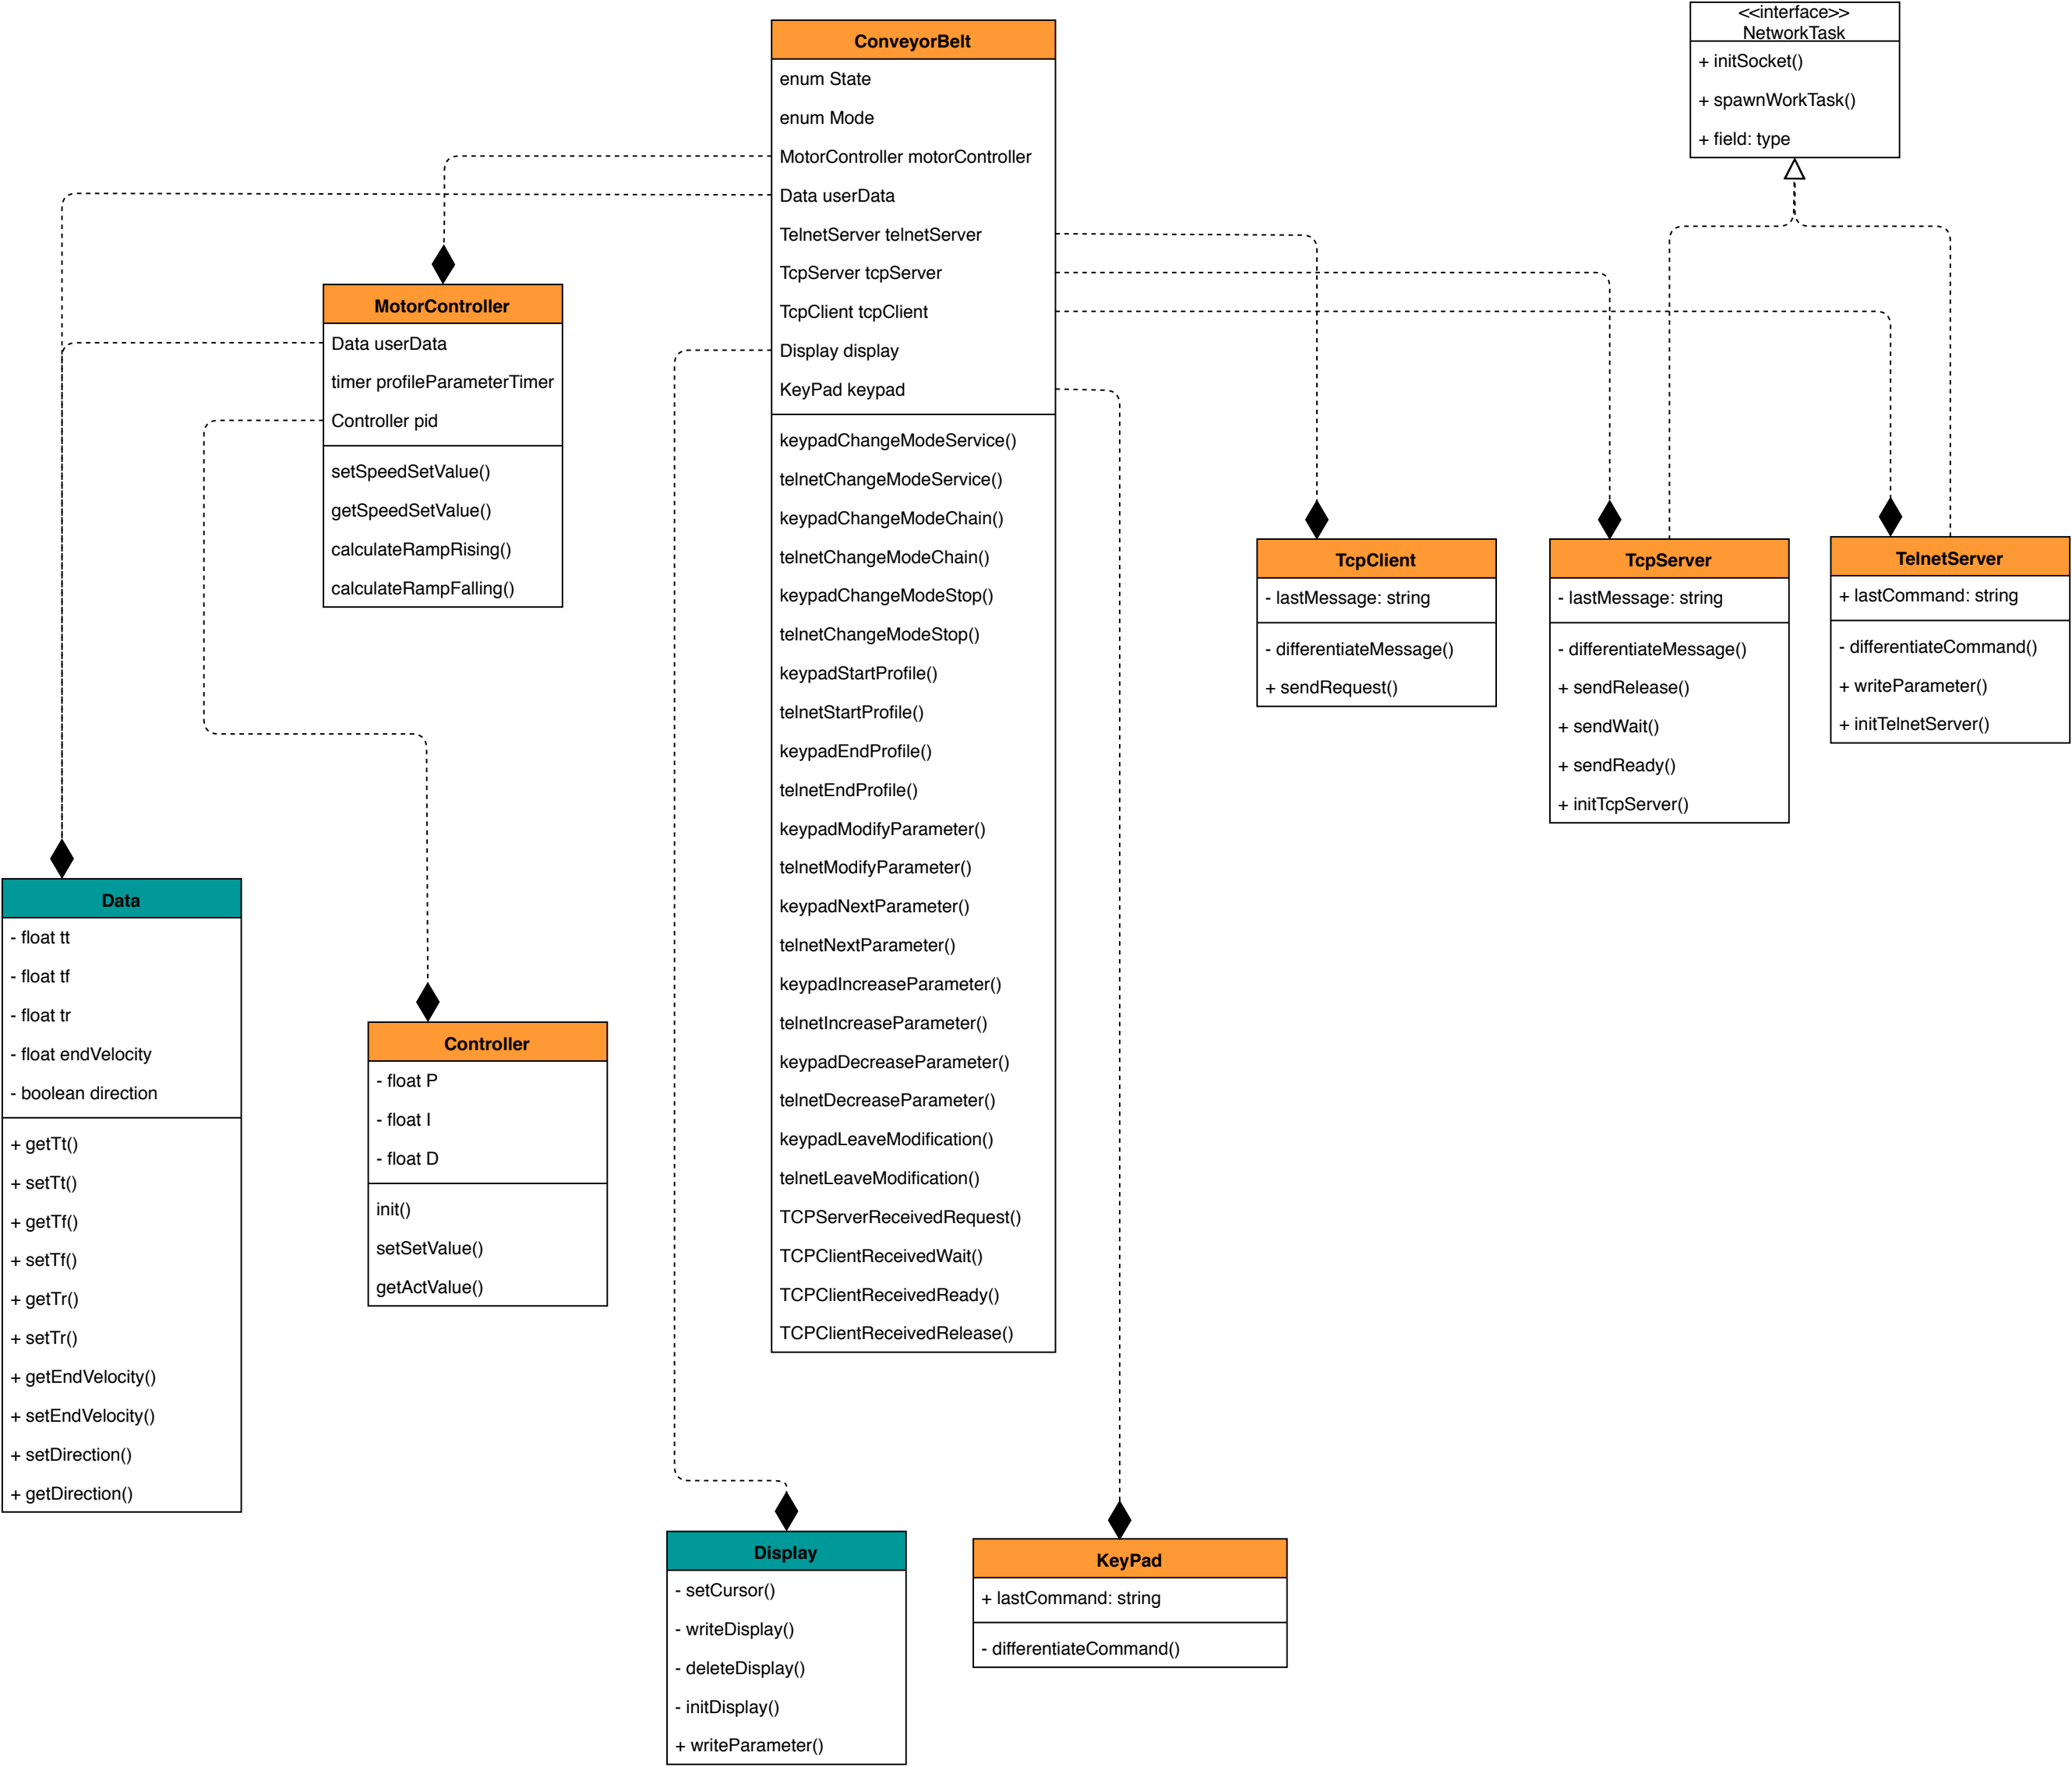 ConveyorBelt
enum State
enum Mode
MotorController motorController
Data userData
TelnetServer telnetServer
TcpServer tcpServer
TcpClient tcpClient
Display display
KeyPad keypad
keypadChangeModeService()
telnetChangeModeService()
keypadChangeModeChain()
telnetChangeModeChain()
keypadChangeModeStop()
telnetChangeModeStop()
keypadStartProfile()
telnetStartProfile()
keypadEndProfile()
telnetEndProfile()
keypadModifyParameter()
telnetModifyParameter()
keypadNextParameter()
telnetNextParameter()
keypadIncreaseParameter()
telnetIncreaseParameter()
keypadDecreaseParameter()
telnetDecreaseParameter()
keypadLeaveModification()
telnetLeaveModification()
TCPServerReceivedRequest()
TCPClientReceivedWait()
TCPClientReceivedReady()
TCPClientReceivedRelease()
<<interface>>
NetworkTask
+ initSocket()
+ spawnWorkTask()
+ field: type
MotorController
Data userData
timer profileParameterTimer
Controller pid
setSpeedSetValue()
getSpeedSetValue()
calculateRampRising()
calculateRampFalling()
TcpClient
- lastMessage: string
- differentiateMessage()
+ sendRequest()
TcpServer
- lastMessage: string
- differentiateMessage()
+ sendRelease()
+ sendWait()
+ sendReady()
+ initTcpServer()
TelnetServer
+ lastCommand: string
- differentiateCommand()
+ writeParameter()
+ initTelnetServer()
Data
- float tt
- float tf
- float tr
- float endVelocity
- boolean direction
+ getTt()
+ setTt()
+ getTf()
+ setTf()
+ getTr()
+ setTr()
+ getEndVelocity()
+ setEndVelocity()
+ setDirection()
+ getDirection()
Controller
- float P
- float I
- float D
init()
setSetValue()
getActValue()
Display
- setCursor()
- writeDisplay()
- deleteDisplay()
- initDisplay()
+ writeParameter()
KeyPad
+ lastCommand: string
- differentiateCommand()